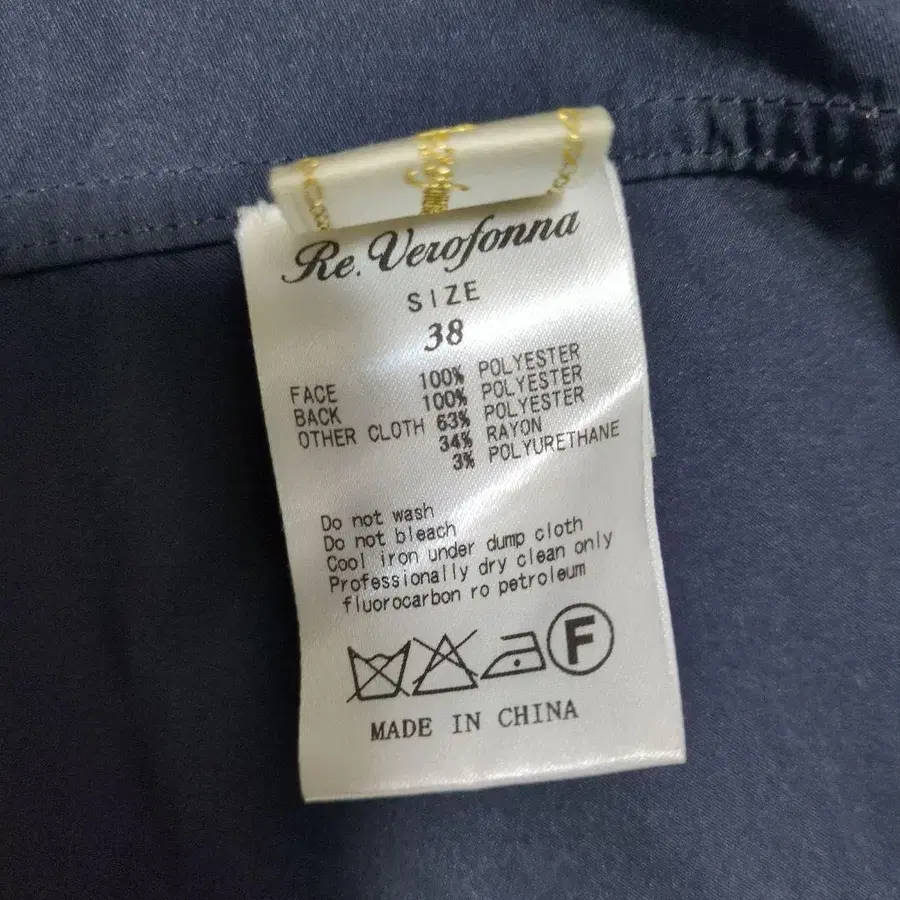 Re. Verofonna
SIZE
38
FACE 100% POLYESTER
BACK 100% POLYESTER
OTHER CLOTH 63% POLYESTER
34% RAYON
3% POLYURETHANE
Do not wash
Do not bleach
Cool iron under dump cloth
Professionally dry clean only
fluorocarbon ro petroleum
F
MADE IN CHINA